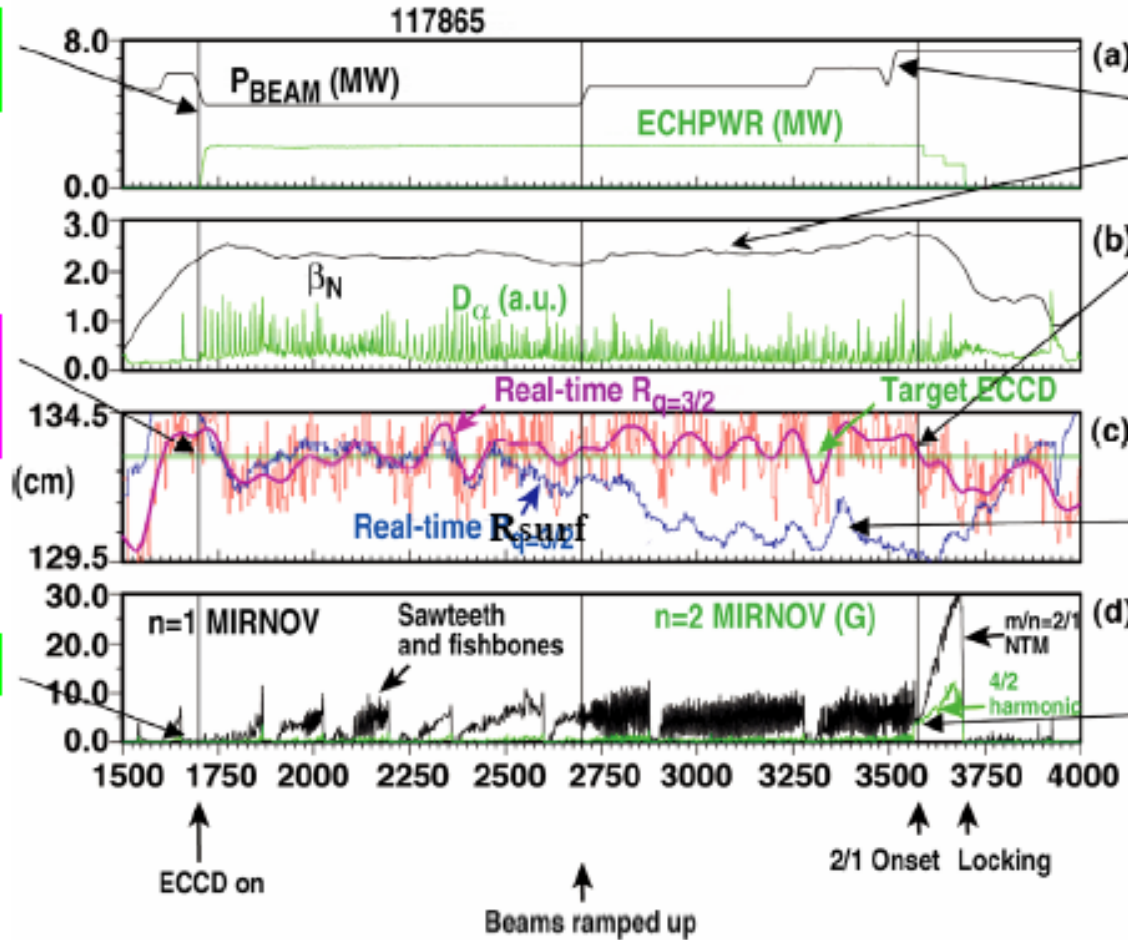 117865
8.0
P_BEAM (MW)
ECHPWR (MW)
0.0
(a)
3.0
2.0
1.0
0.0
β_N
D_α (a.u.)
(b)
Real-time R_q=3/2
Target ECCD
134.5
(cm)
129.5
Real-time
Rsurf
q=3/2
(c)
30.0
20.0
10.0
0.0
n=1 MIRNOV
Sawteeth
and fishbones
n=2 MIRNOV (G)
m/n=2/1
NTM
4/2
harmonic
(d)
1500 1750 2000 2250 2500 2750 3000 3250 3500 3750 4000
ECCD on
Beams ramped up
2/1 Onset
Locking